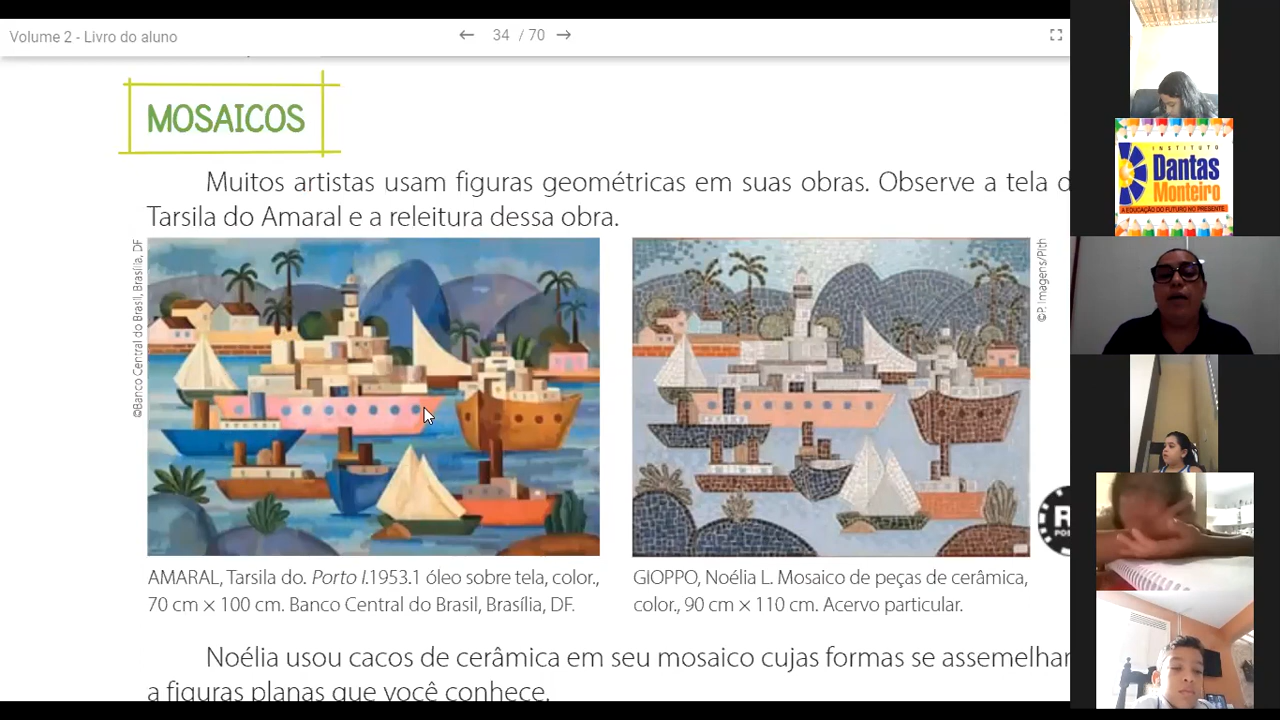 Volume 2 - Livro do aluno
34 / 70
MOSAICOS
Muitos artistas usam figuras geométricas em suas obras. Observe a tela d
Tarsila do Amaral e a releitura dessa obra.
©Banco Central do Brasil, Brasília, DF
©P. Imagens/Pith
AMARAL, Tarsila do. Porto I.1953.1 óleo sobre tela, color.,
70 cm × 100 cm. Banco Central do Brasil, Brasília, DF.
GIOPPO, Noélia L. Mosaico de peças de cerâmica,
color., 90 cm × 110 cm. Acervo particular.
Noélia usou cacos de cerâmica em seu mosaico cujas formas se assemelhar
a figuras planas que você conhece.
INSTITUTO
Dantas
Monteiro
A EDUCAÇÃO DO FUTURO NO PRESENTE